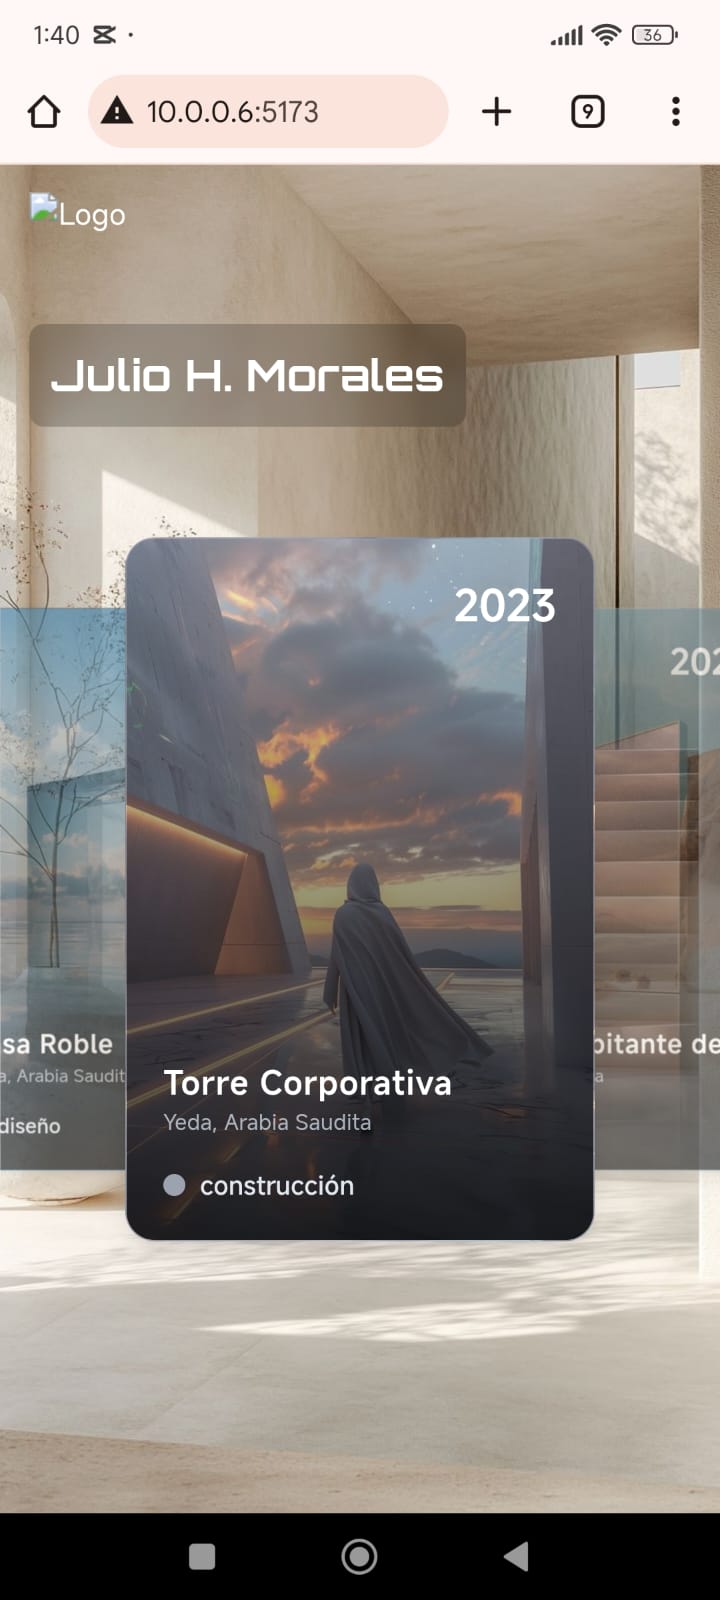 1:40
36
10.0.0.6:5173
9
Logo
Julio H. Morales
2023
202
sa Roble
a, Arabia Saudit
diseño
Torre Corporativa
Yeda, Arabia Saudita
construcción
bitante de
a